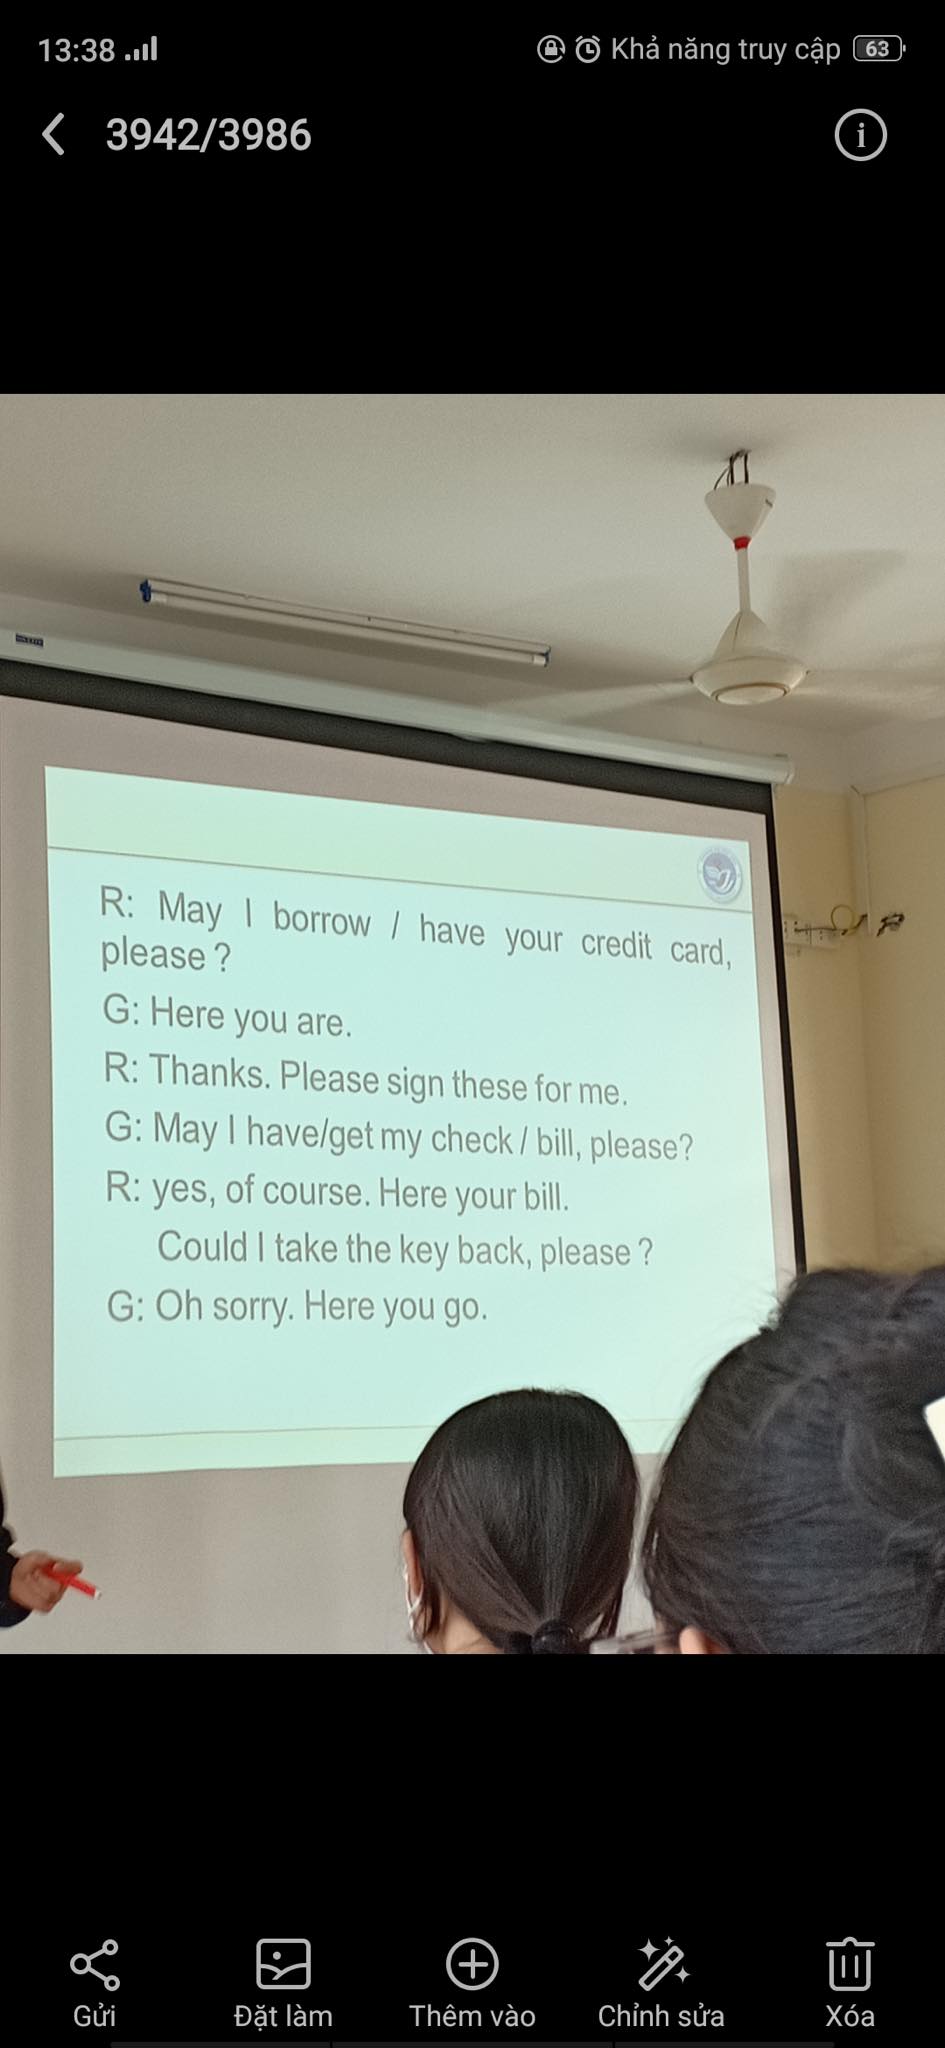 13:38
Khả năng truy cập
63
3942/3986
R: May I borrow / have your credit card,
please ?
G: Here you are.
R: Thanks. Please sign these for me.
G: May I have/get my check / bill, please?
R: yes, of course. Here your bill.
Could I take the key back, please ?
G: Oh sorry. Here you go.
Gửi
Đặt làm
Thêm vào
Chỉnh sửa
Xóa